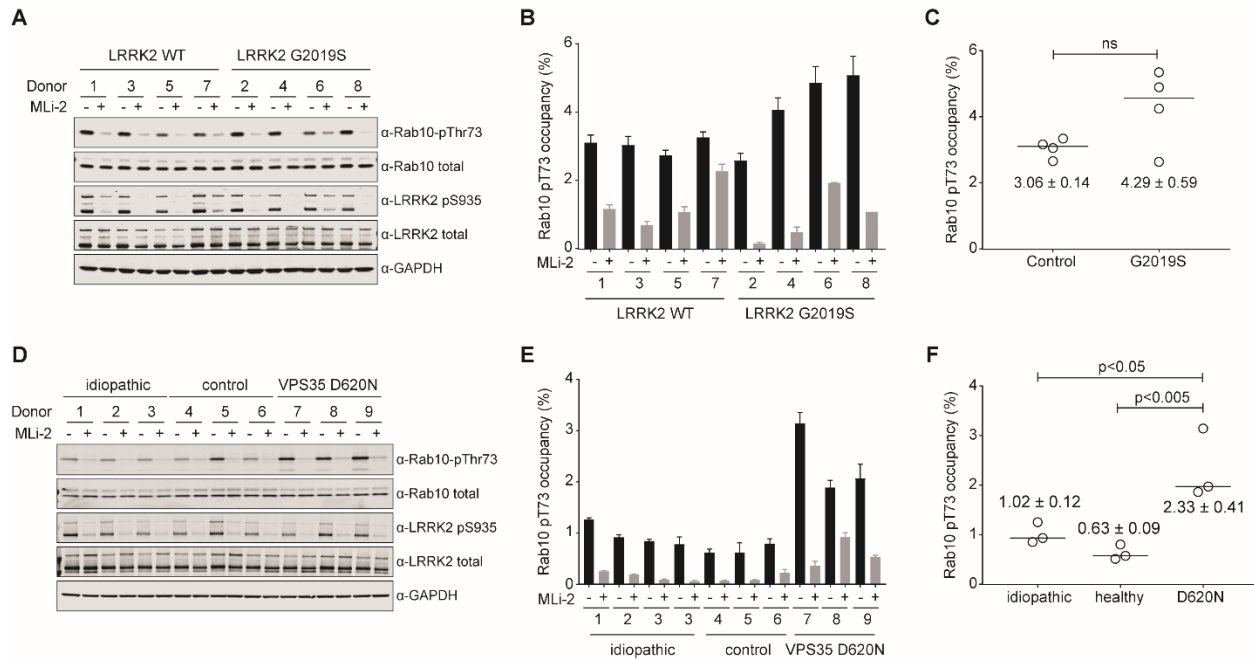 A
LRRK2 WT LRRK2 G2019S
Donor 1 3 5 7 2 4 6 8
MLi-2 - + - + - + - + - + - + - + - +
α-Rab10-pThr73
α-Rab10 total
α-LRRK2 pS935
α-LRRK2 total
α-GAPDH
B
Rab10 pT73 occupancy (%)
6
4
2
0
MLi-2 - + - + - + - + - + - + - + - +
1 3 5 7 2 4 6 8
LRRK2 WT LRRK2 G2019S
C
Rab10 pT73 occupancy (%)
6
4
2
0
ns
3.06 ± 0.14 4.29 ± 0.59
Control G2019S
D
idiopathic control VPS35 D620N
Donor 1 2 3 4 5 6 7 8 9
MLi-2 - + - + - + - + - + - + - + - + - +
α-Rab10-pThr73
α-Rab10 total
α-LRRK2 pS935
α-LRRK2 total
α-GAPDH
E
Rab10 pT73 occupancy (%)
4
3
2
1
0
MLi-2 - + - + - + - + - + - + - + - + - + - +
1 2 3 3 4 5 6 7 8 9
idiopathic control VPS35 D620N
F
Rab10 pT73 occupancy (%)
4
3
2
1
0
p<0.05
p<0.005
1.02 ± 0.12
0.63 ± 0.09
2.33 ± 0.41
idiopathic healthy D620N